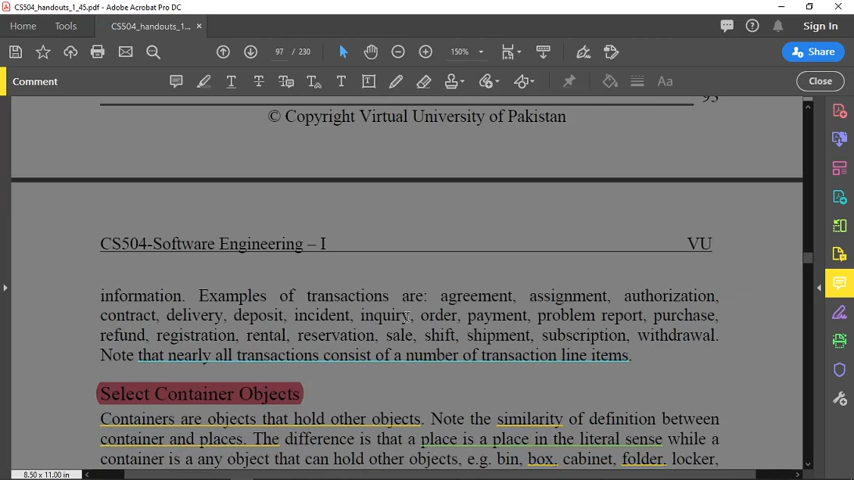 CS504_handouts_1_45.pdf - Adobe Acrobat Pro DC
Home Tools CS504_handouts_1_... × Sign In
97 / 230 150% Share
Comment Aa Close
95
© Copyright Virtual University of Pakistan
CS504-Software Engineering – I VU
information. Examples of transactions are: agreement, assignment, authorization,
contract, delivery, deposit, incident, inquiry, order, payment, problem report, purchase,
refund, registration, rental, reservation, sale, shift, shipment, subscription, withdrawal.
Note that nearly all transactions consist of a number of transaction line items.
Select Container Objects
Containers are objects that hold other objects. Note the similarity of definition between
container and places. The difference is that a place is a place in the literal sense while a
container is a any object that can hold other objects, e.g. bin, box. cabinet, folder. locker,
8.50 x 11.00 in